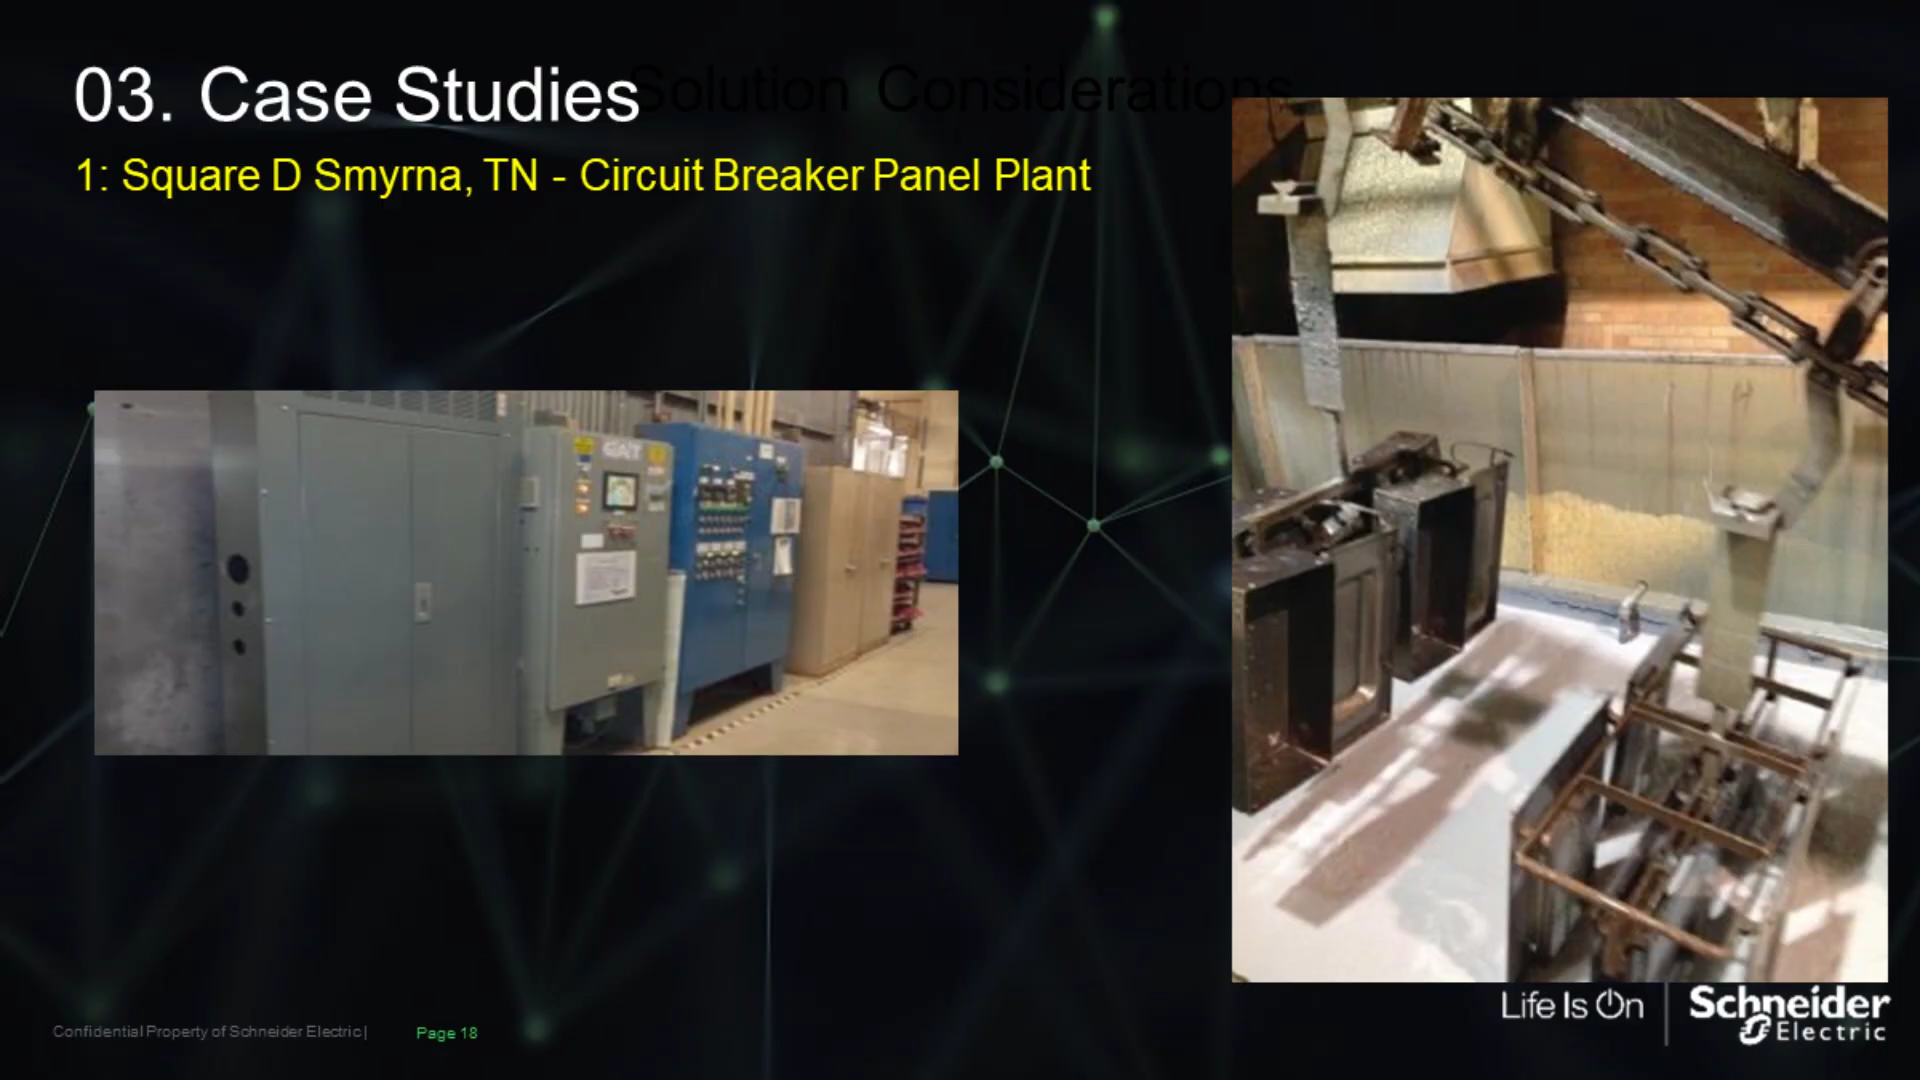 03. Case Studies Solution Considerations
1: Square D Smyrna, TN - Circuit Breaker Panel Plant
Confidential Property of Schneider Electric |
Page 18
Life Is On
Schneider
Electric